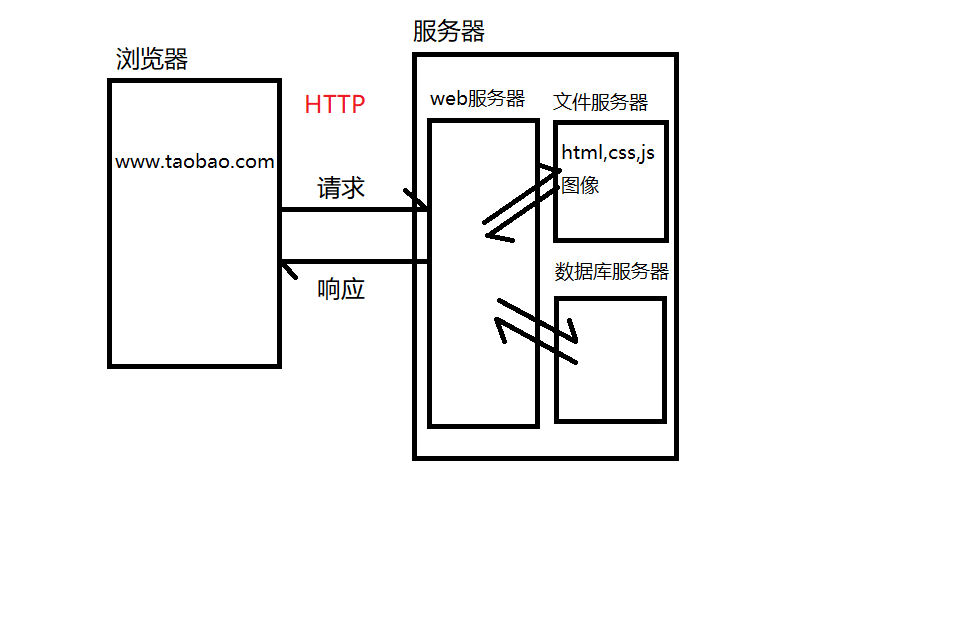 服务器
浏览器
HTTP
web服务器
文件服务器
www.taobao.com
html,css,js
图像
请求
响应
数据库服务器